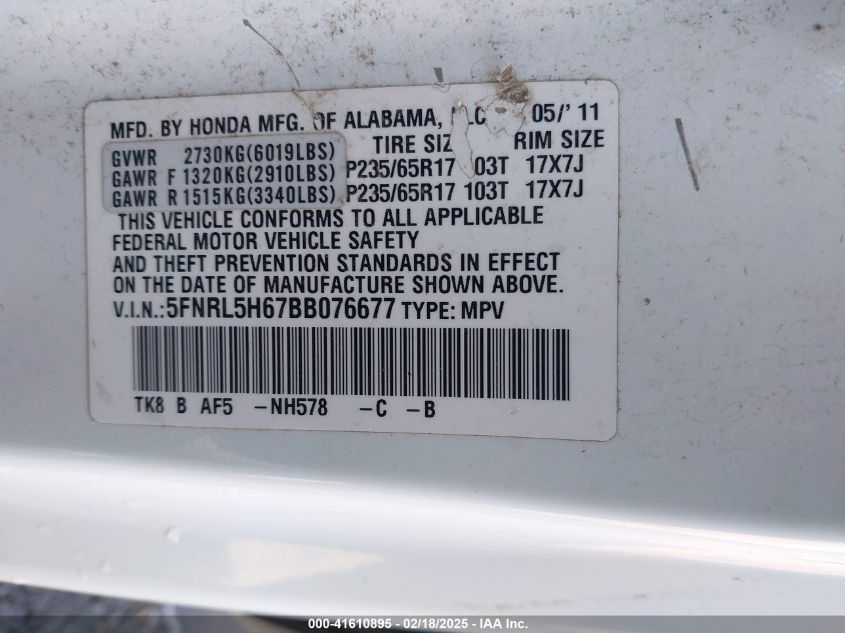 MFD. BY HONDA MFG. OF ALABAMA, LLC 05/' 11
TIRE SIZ RIM SIZE
GVWR 2730KG(6019LBS)
GAWR F 1320KG(2910LBS) P235/65R17 03T 17X7J
GAWR R 1515KG(3340LBS) P235/65R17 103T 17X7J
THIS VEHICLE CONFORMS TO ALL APPLICABLE
FEDERAL MOTOR VEHICLE SAFETY
AND THEFT PREVENTION STANDARDS IN EFFECT
ON THE DATE OF MANUFACTURE SHOWN ABOVE.
V.I.N.:5FNRL5H67BB076677 TYPE: MPV
TK8 B AF5 -NH578 -C -B
000-41610895 - 02/18/2025 - IAA Inc.